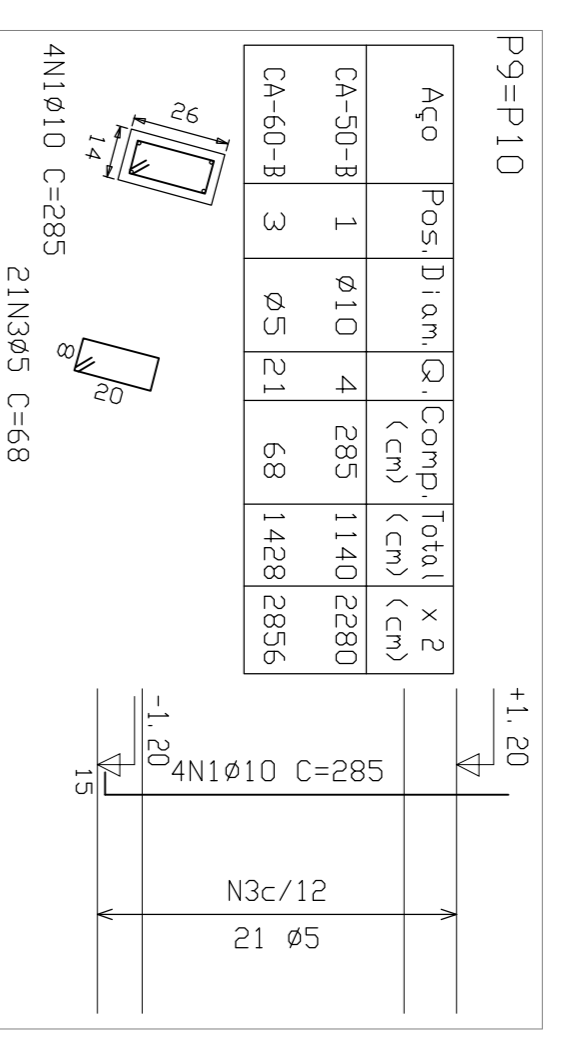 P9=P10
Aço Pos. Diam. Q. Comp. (cm) Total (cm) x 2 (cm)
CA-50-B 1 Ø10 4 285 1140 2280
CA-60-B 3 Ø5 21 68 1428 2856
26
14
4N1Ø10 C=285
8
20
21N3Ø5 C=68
+1. 20
-1. 20
4N1Ø10 C=285
15
N3c/12
21 Ø5